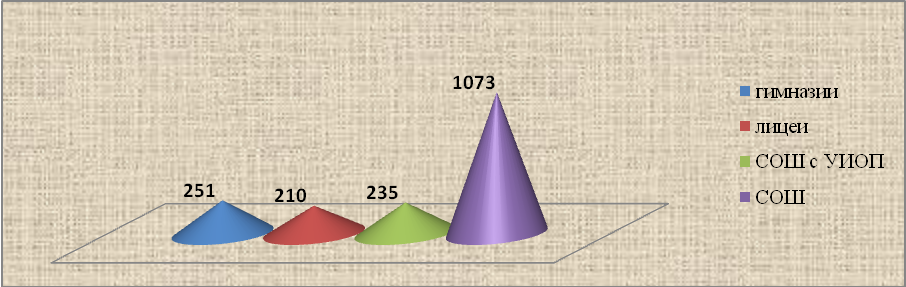 1073
251
210
235
гимназии
лицеи
СОШ с УИОП
СОШ